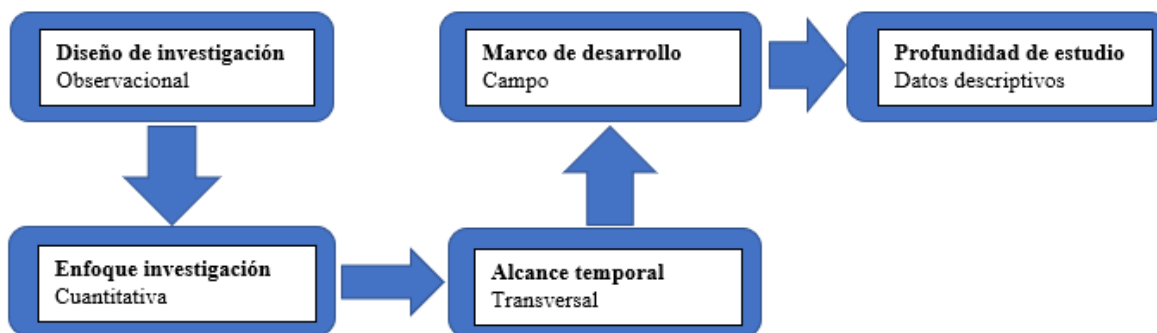 Diseño de investigación
Observacional
Enfoque investigación
Cuantitativa
Alcance temporal
Transversal
Marco de desarrollo
Campo
Profundidad de estudio
Datos descriptivos